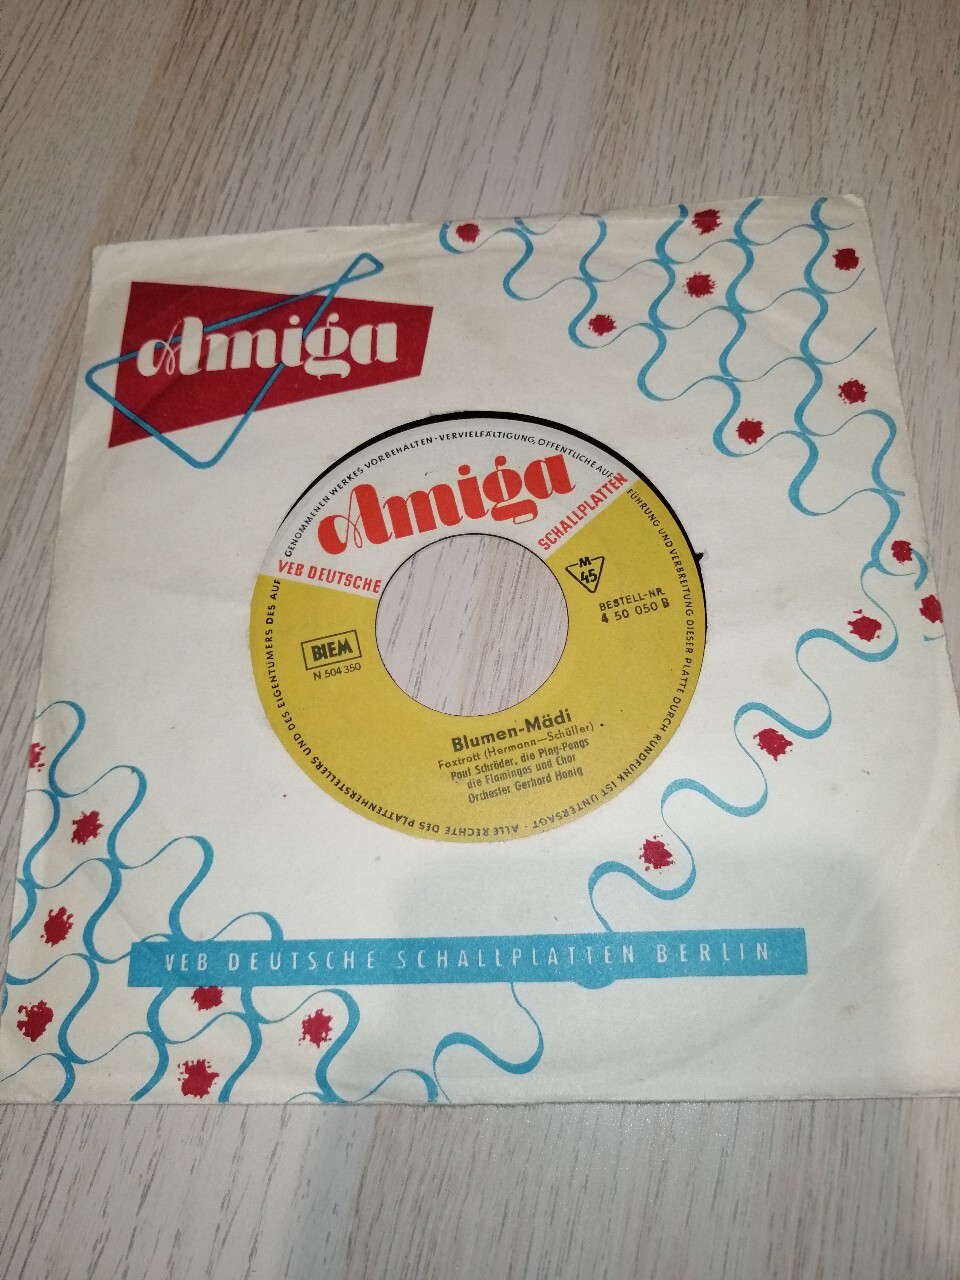 Amiga
GENOMMENEN WERKES VORBEHALTEN · VERVIELFÄLTIGUNG, ÖFFENTLICHE AUF-
FÜHRUNG UND VERBREITUNG DIESER PLATTE DURCH RUNDFUNK IST UNTERSAGT · ALLE RECHTE DES PLATTENHERSTELLERS UND DES EIGENTÜMERS DES AUF-
Amiga
VEB DEUTSCHE
SCHALLPLATTEN
M
45
BESTELL-NR.
4 50 050 B
BIEM
N 504 350
Blumen-Mädi
Foxtrott (Hermann—Schüller)
Paul Schröder, die Ping-Pongs
die Flamingos und Chor
Orchester Gerhard Honig
VEB DEUTSCHE SCHALLPLATTEN BERLIN